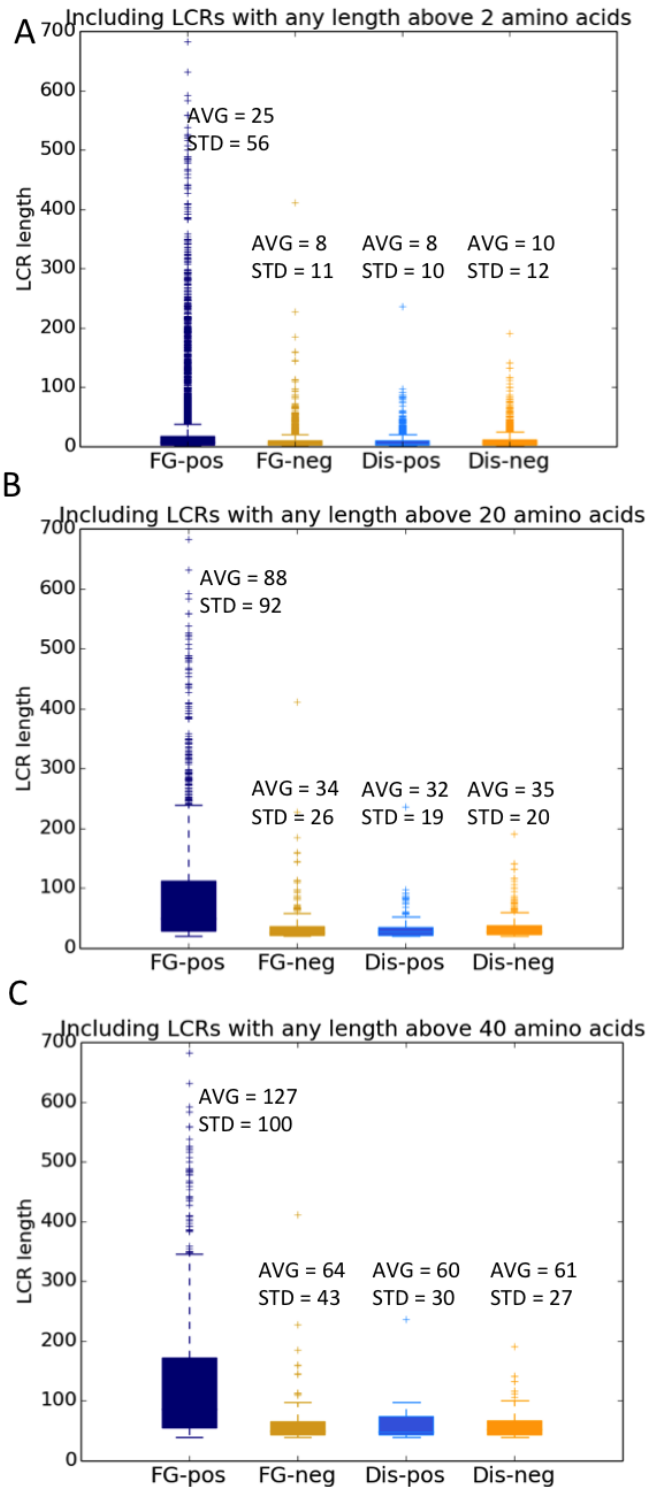 A
Including LCRs with any length above 2 amino acids
700
600
500
400
300
200
100
0
LCR length
AVG = 25
STD = 56
AVG = 8
STD = 11
AVG = 8
STD = 10
AVG = 10
STD = 12
FG-pos FG-neg Dis-pos Dis-neg
B
Including LCRs with any length above 20 amino acids
700
600
500
400
300
200
100
0
LCR length
AVG = 88
STD = 92
AVG = 34
STD = 26
AVG = 32
STD = 19
AVG = 35
STD = 20
FG-pos FG-neg Dis-pos Dis-neg
C
Including LCRs with any length above 40 amino acids
700
600
500
400
300
200
100
0
LCR length
AVG = 127
STD = 100
AVG = 64
STD = 43
AVG = 60
STD = 30
AVG = 61
STD = 27
FG-pos FG-neg Dis-pos Dis-neg